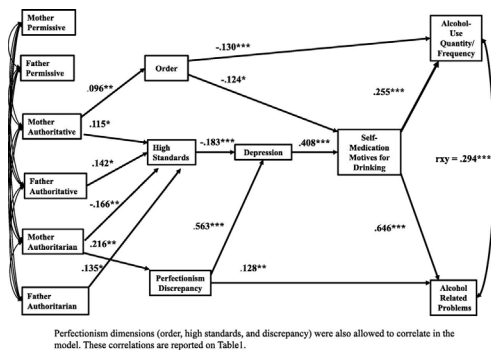 Mother
Permissive
Alcohol-
Use
Quantity/
Frequency
-.130***
Father
Permissive
Order
-.124*
.096**
.255***
Mother
Authoritative
.115*
High
Standards
-.183***
Depression
.408***
Self-
Medication
Motives for
Drinking
rxy = .294***
.142*
Father
Authoritative
-.166**
.563***
.646***
Mother
Authoritarian
.216**
.135*
.128**
Perfectionism
Discrepancy
Father
Authoritarian
Alcohol
Related
Problems
Perfectionism dimensions (order, high standards, and discrepancy) were also allowed to correlate in the
model. These correlations are reported on Table1.